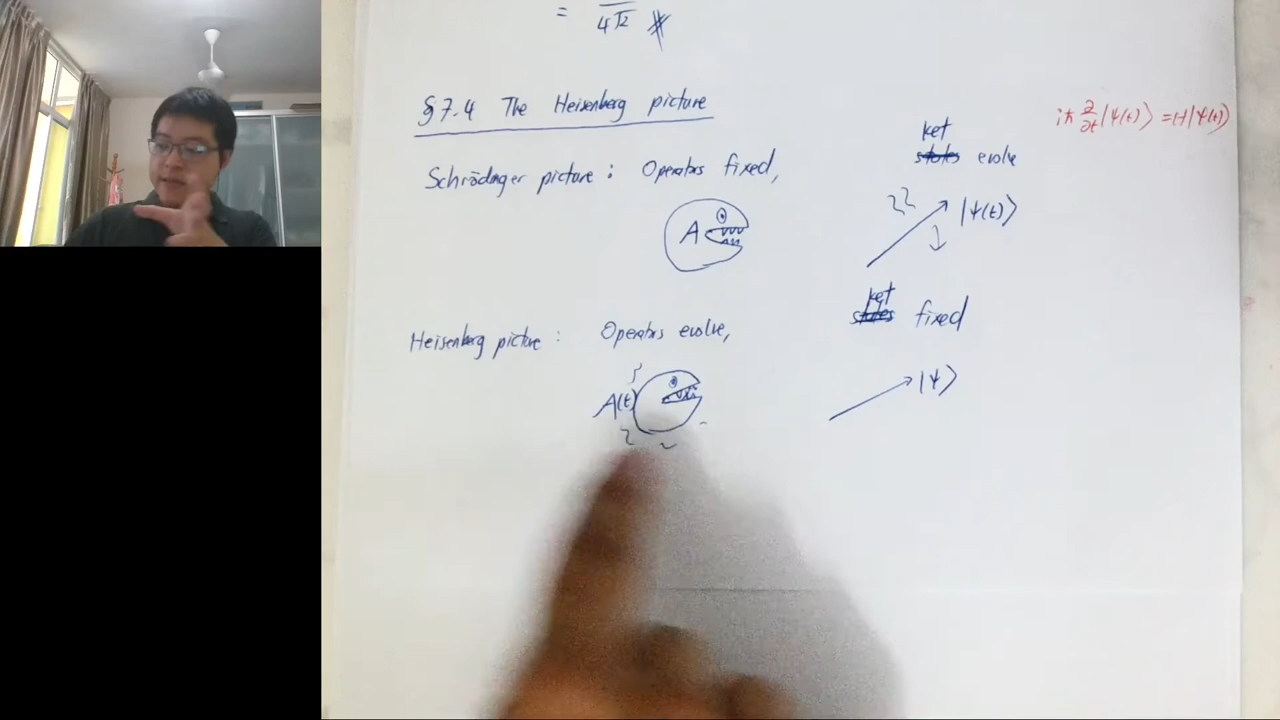 = 
4√2
§7.4 The Heisenberg picture
iħ ∂/∂t |Ψ(t)⟩ = H|Ψ(t)⟩
Schrödinger picture : Operators fixed, ket evolve
A
|Ψ(t)⟩
Heisenberg picture : Operators evolve, ket fixed
A(t)
|Ψ⟩